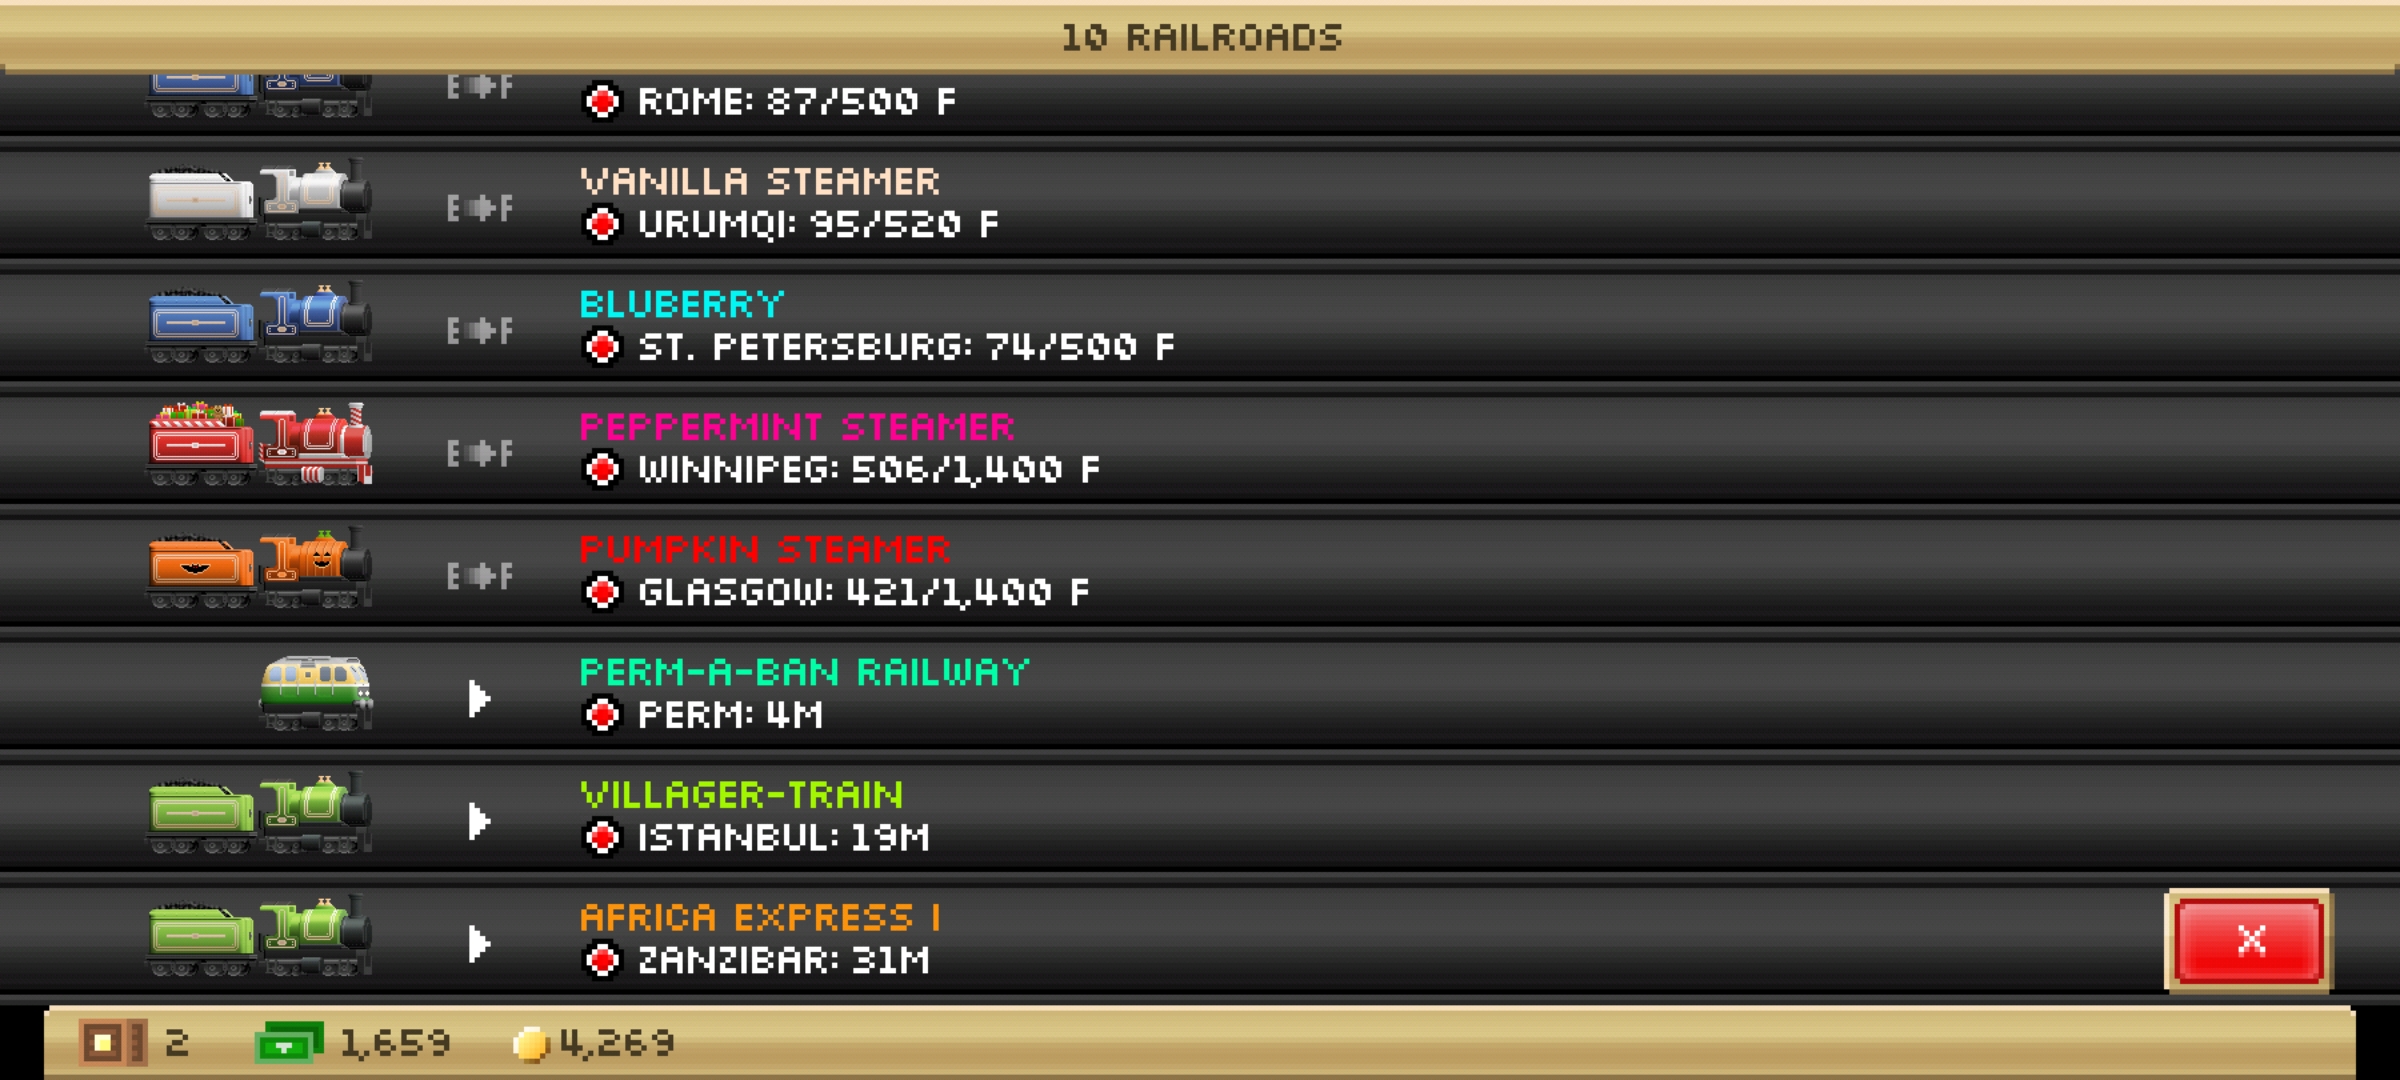 10 RAILROADS
E F
ROME: 87/500 F
VANILLA STEAMER
E F
URUMQI: 95/520 F
BLUBERRY
E F
ST. PETERSBURG: 74/500 F
PEPPERMINT STEAMER
E F
WINNIPEG: 506/1,400 F
PUMPKIN STEAMER
E F
GLASGOW: 421/1,400 F
PERM-A-BAN RAILWAY
PERM: 4M
VILLAGER-TRAIN
ISTANBUL: 19M
AFRICA EXPRESS I
ZANZIBAR: 31M
X
2 1,659 4,269